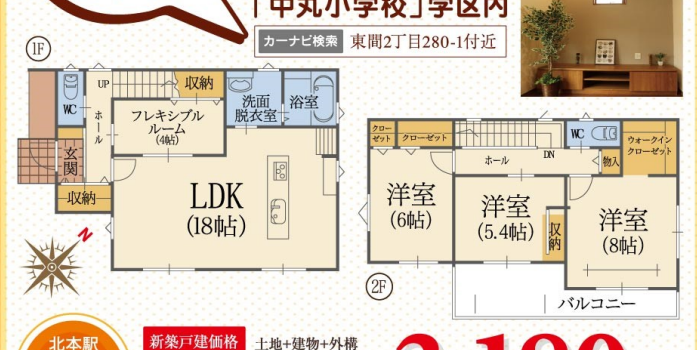 「中丸小学校」学区内
カーナビ検索 東間2丁目280-1付近
1F
WC
UP
ホール
収納
フレキシブル
ルーム
(4帖)
洗面
脱衣室
浴室
玄関
収納
LDK
(18帖)
N
クロー
ゼット
クローゼット
ホール
DN
WC
物入
ウォークイン
クローゼット
洋室
(6帖)
洋室
(5.4帖)
収納
洋室
(8帖)
2F
バルコニー
北本駅
新築戸建価格
土地+建物+外構